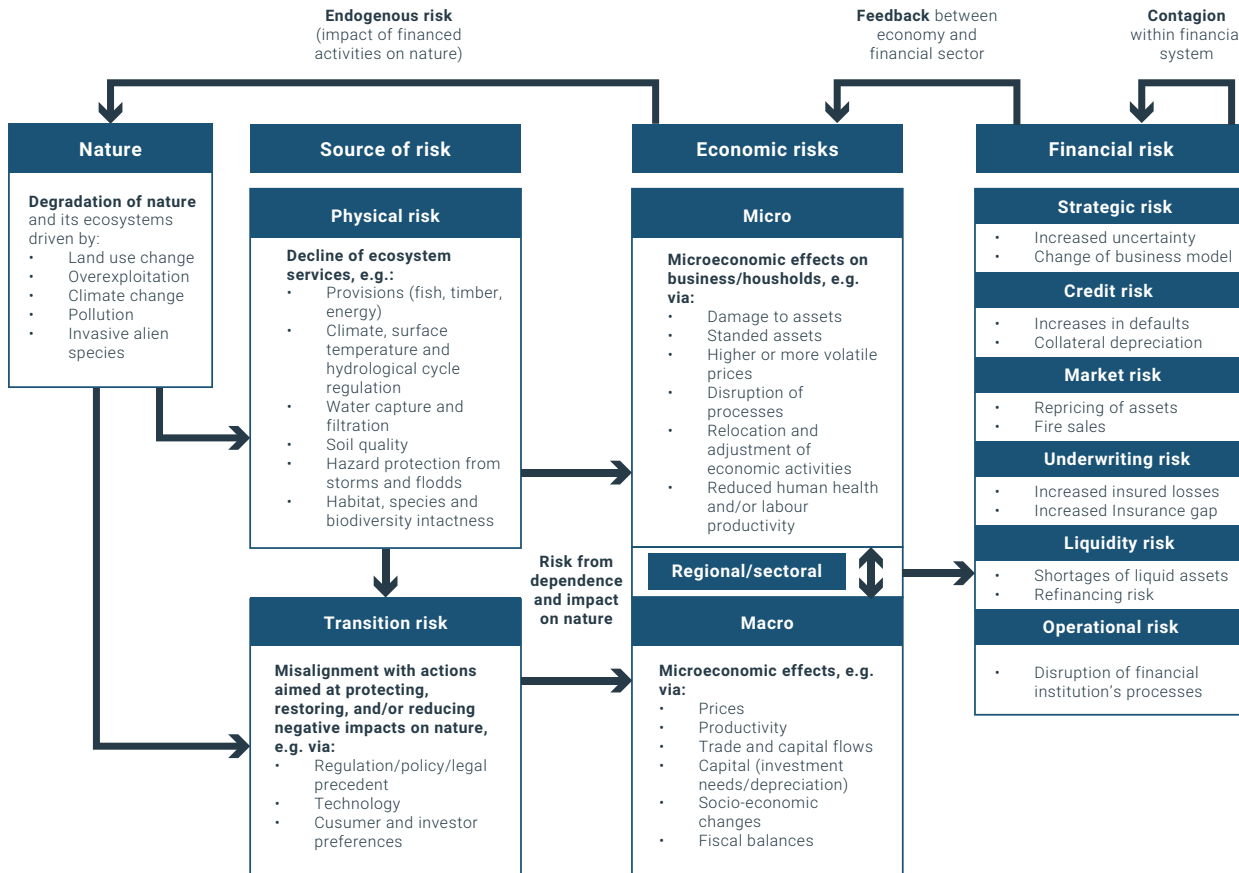 Endogenous risk
(impact of financed
activities on nature)
Feedback between
economy and
financial sector
Contagion
within financia
system
Nature
Degradation of nature
and its ecosystems
driven by:
• Land use change
• Overexploitation
• Climate change
• Pollution
• Invasive alien
species
Source of risk
Physical risk
Decline of ecosystem
services, e.g.:
• Provisions (fish, timber,
energy)
• Climate, surface
temperature and
hydrological cycle
regulation
• Water capture and
filtration
• Soil quality
• Hazard protection from
storms and flodds
• Habitat, species and
biodiversity intactness
Transition risk
Misalignment with actions
aimed at protecting,
restoring, and/or reducing
negative impacts on nature,
e.g. via:
• Regulation/policy/legal
precedent
• Technology
• Cusumer and investor
preferences
Risk from
dependence
and impact
on nature
Economic risks
Micro
Microeconomic effects on
business/housholds, e.g.
via:
• Damage to assets
• Standed assets
• Higher or more volatile
prices
• Disruption of
processes
• Relocation and
adjustment of
economic activities
• Reduced human health
and/or labour
productivity
Regional/sectoral
Macro
Microeconomic effects, e.g.
via:
• Prices
• Productivity
• Trade and capital flows
• Capital (investment
needs/depreciation)
• Socio-economic
changes
• Fiscal balances
Financial risk
Strategic risk
• Increased uncertainty
• Change of business model
Credit risk
• Increases in defaults
• Collateral depreciation
Market risk
• Repricing of assets
• Fire sales
Underwriting risk
• Increased insured losses
• Increased Insurance gap
Liquidity risk
• Shortages of liquid assets
• Refinancing risk
Operational risk
• Disruption of financial
institution's processes